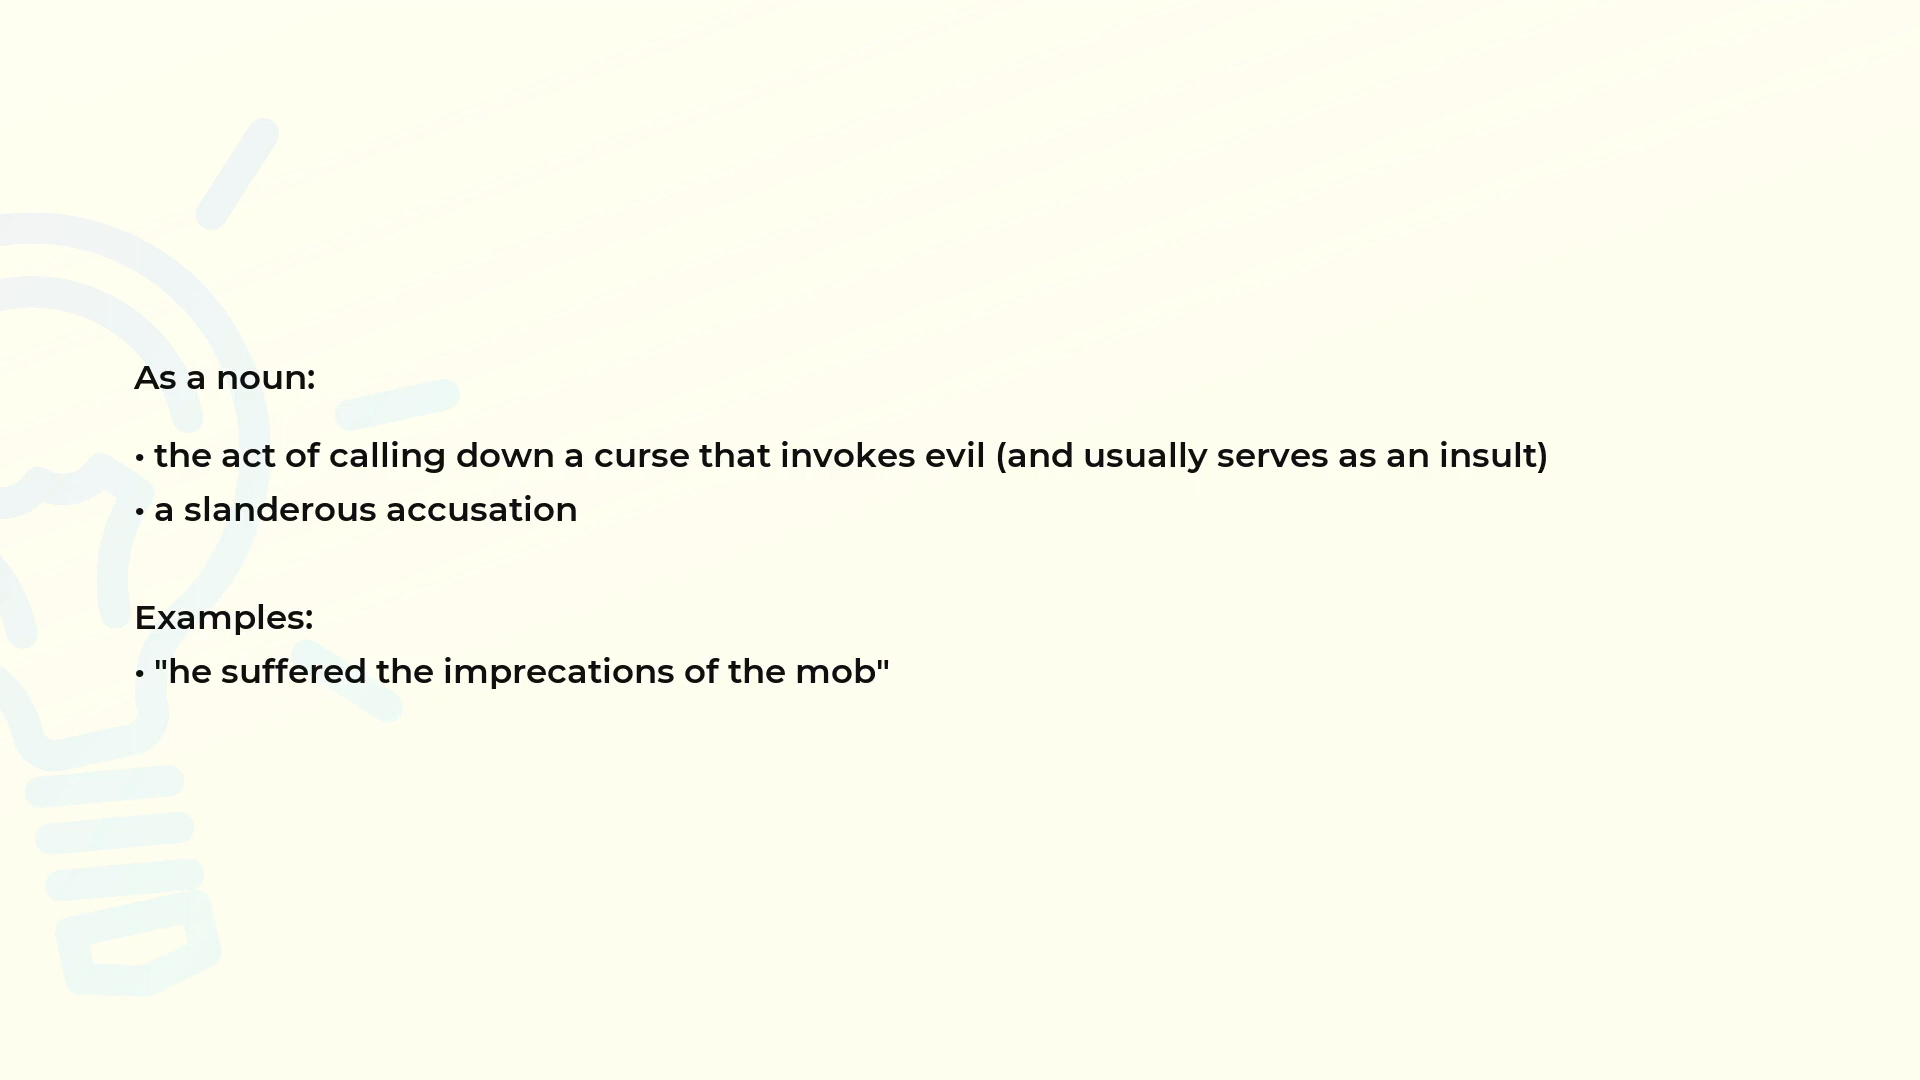 As a noun:
• the act of calling down a curse that invokes evil (and usually serves as an insult)
• a slanderous accusation
Examples:
• "he suffered the imprecations of the mob"